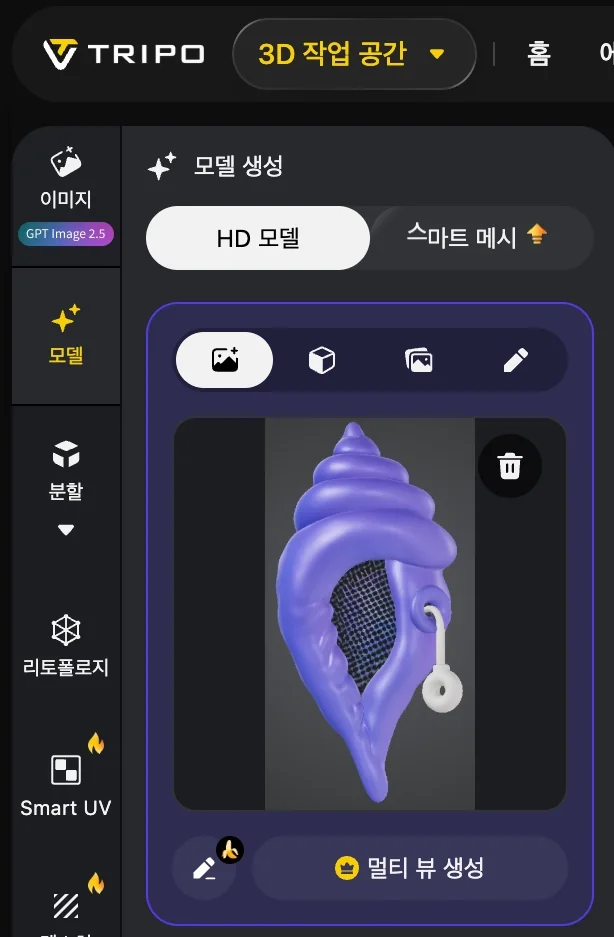 TRIPO
3D 작업 공간
홈
모델 생성
이미지
GPT Image 2.5
HD 모델
스마트 메시
모델
분할
리토폴로지
Smart UV
멀티 뷰 생성